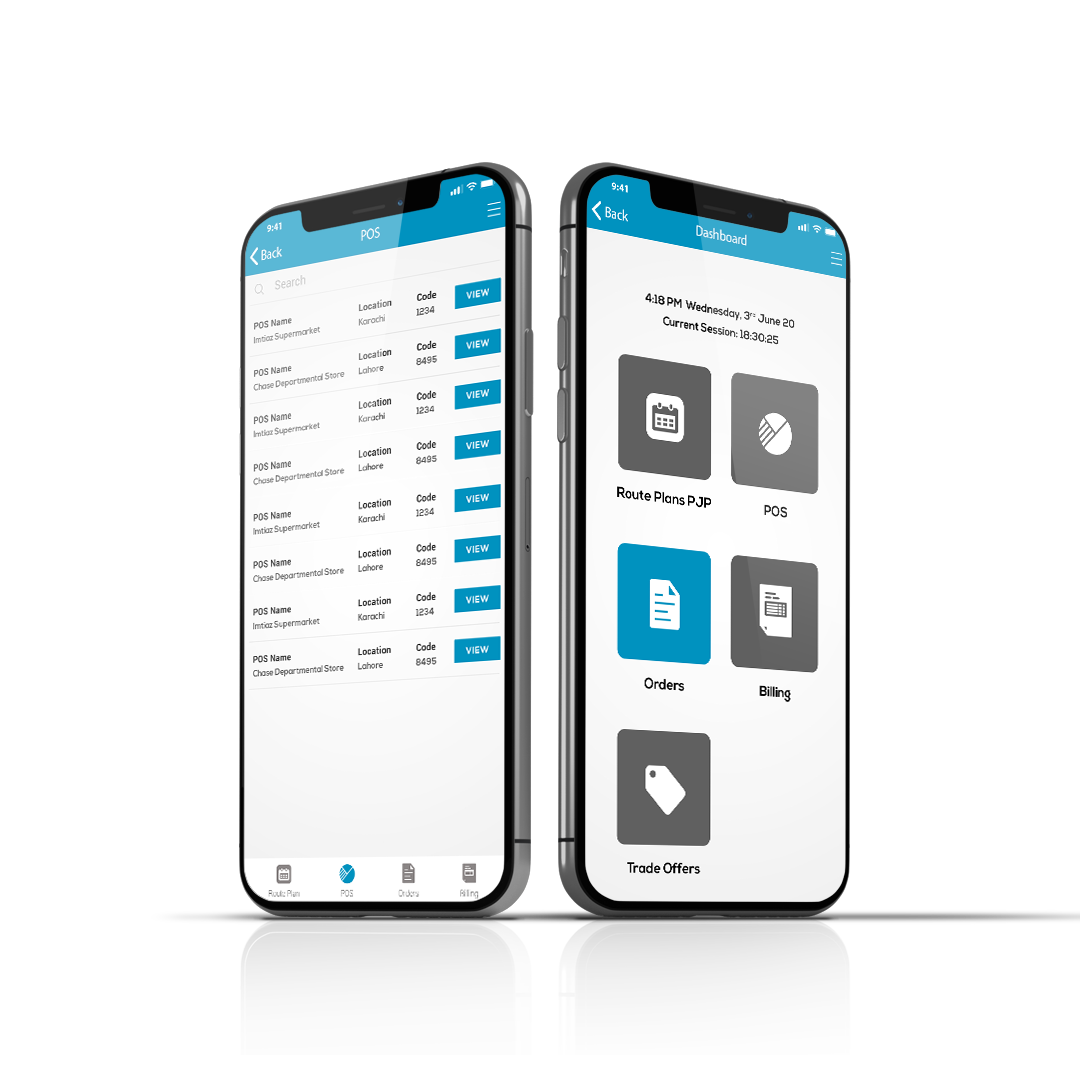 9:41
Back
POS
Search
POS Name Location Code VIEW
Imtiaz Supermarket Karachi 1234
POS Name Location Code VIEW
Chase Departmental Store Lahore 8495
POS Name Location Code VIEW
Imtiaz Supermarket Karachi 1234
POS Name Location Code VIEW
Chase Departmental Store Lahore 8495
POS Name Location Code VIEW
Imtiaz Supermarket Karachi 1234
POS Name Location Code VIEW
Chase Departmental Store Lahore 8495
POS Name Location Code VIEW
Imtiaz Supermarket Karachi 1234
POS Name Location Code VIEW
Chase Departmental Store Lahore 8495
Route Plan POS Orders Billing
9:41
Back
Dashboard
4:18 PM Wednesday, 3rd June 20
Current Session: 18:30:25
Route Plans PJP POS
Orders Billing
Trade Offers